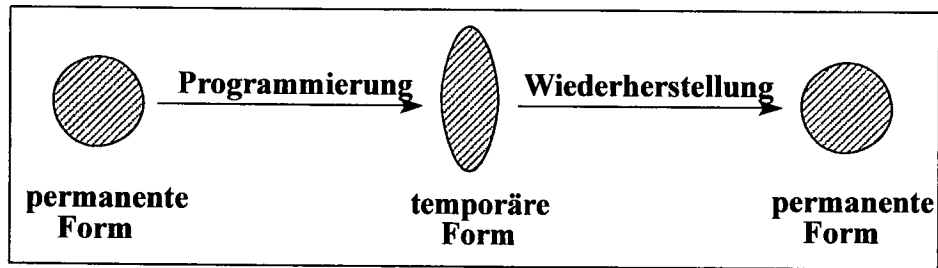 Programmierung
Wiederherstellung
permanente
Form
temporäre
Form
permanente
Form